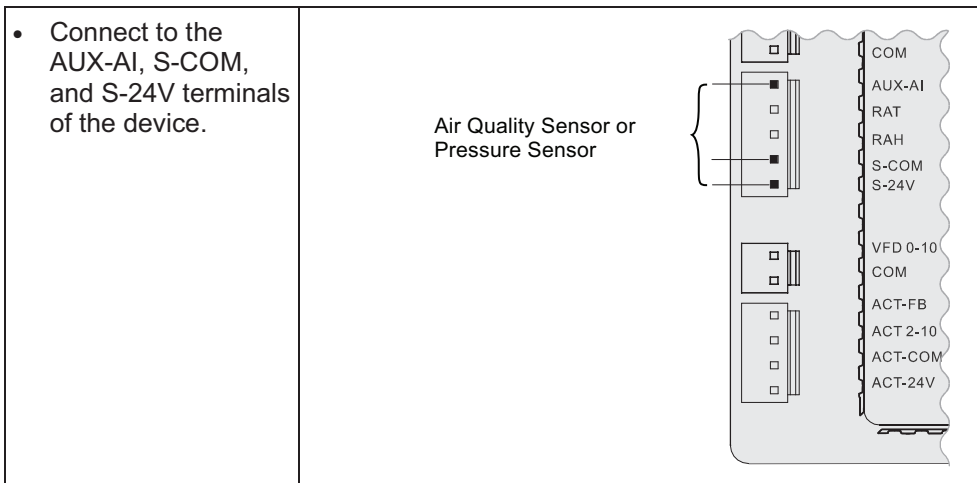 • Connect to the
AUX-AI, S-COM,
and S-24V terminals
of the device.
Air Quality Sensor or
Pressure Sensor
COM
AUX-AI
RAT
RAH
S-COM
S-24V
VFD 0-10
COM
ACT-FB
ACT 2-10
ACT-COM
ACT-24V